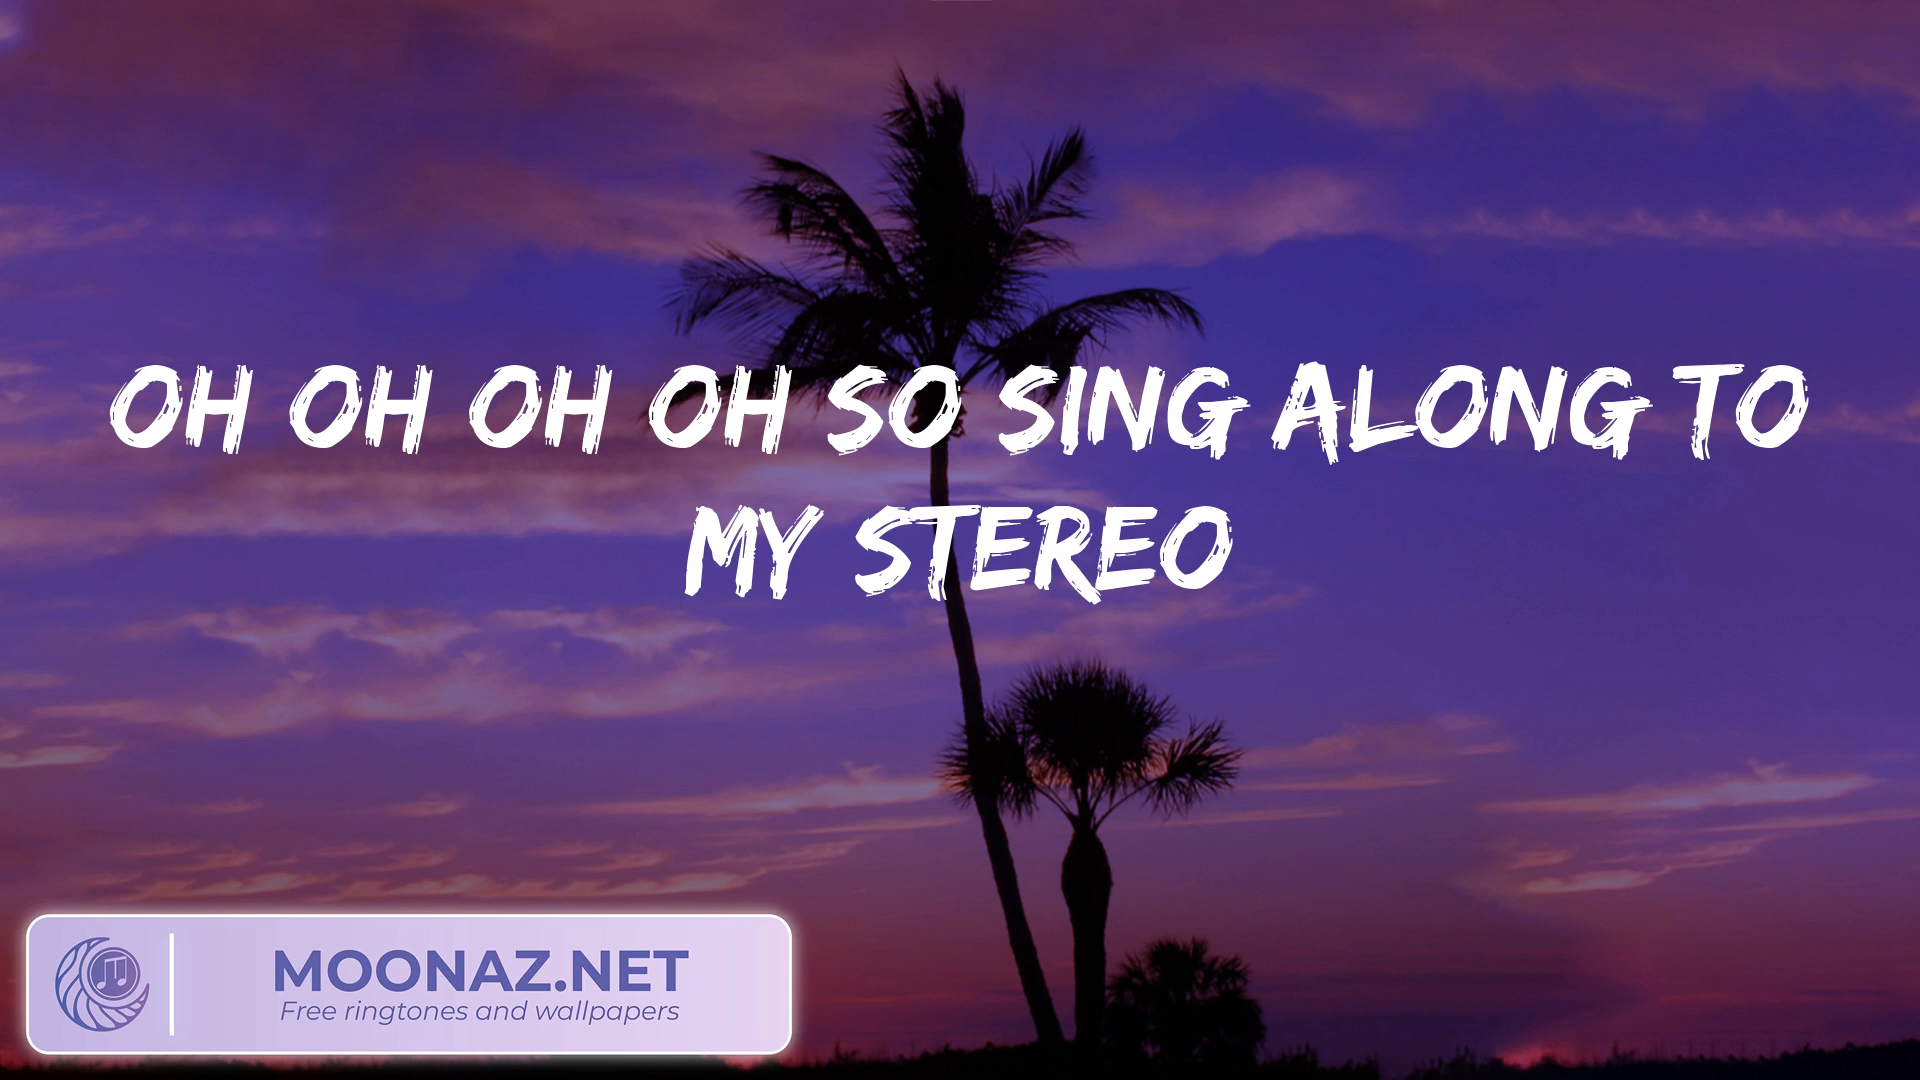 OH OH OH OH SO SING ALONG TO
MY STEREO
MOONAZ.NET
Free ringtones and wallpapers